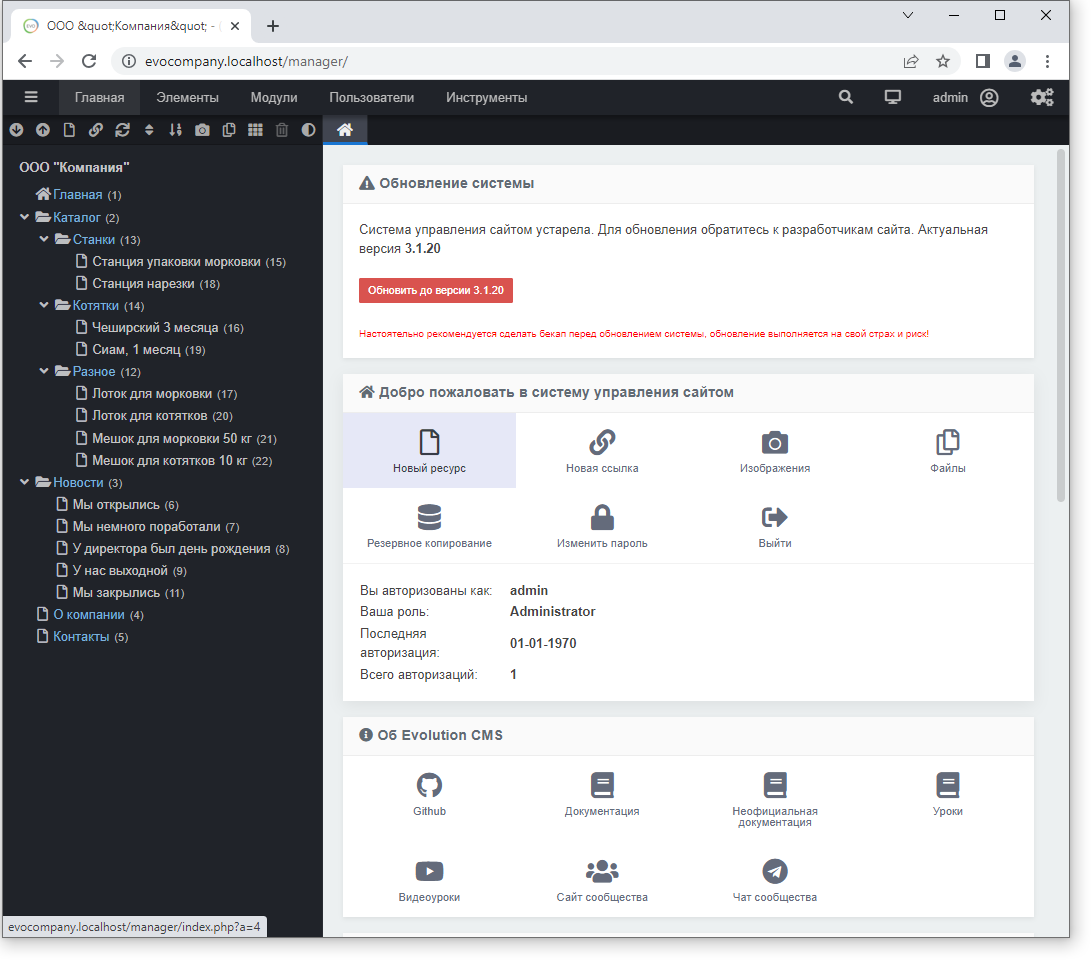 ООО &quot;Компания&quot; - (
evocompany.localhost/manager/
Главная Элементы Модули Пользователи Инструменты admin
ООО "Компания"
Главная (1)
Каталог (2)
Станки (13)
Станция упаковки морковки (15)
Станция нарезки (18)
Котятки (14)
Чеширский 3 месяца (16)
Сиам, 1 месяц (19)
Разное (12)
Лоток для морковки (17)
Лоток для котятков (20)
Мешок для морковки 50 кг (21)
Мешок для котятков 10 кг (22)
Новости (3)
Мы открылись (6)
Мы немного поработали (7)
У директора был день рождения (8)
У нас выходной (9)
Мы закрылись (11)
О компании (4)
Контакты (5)
Обновление системы
Система управления сайтом устарела. Для обновления обратитесь к разработчикам сайта. Актуальная
версия 3.1.20
Обновить до версии 3.1.20
Настоятельно рекомендуется сделать бекап перед обновлением системы, обновление выполняется на свой страх и риск!
Добро пожаловать в систему управления сайтом
Новый ресурс Новая ссылка Изображения Файлы
Резервное копирование Изменить пароль Выйти
Вы авторизованы как: admin
Ваша роль: Administrator
Последняя
авторизация: 01-01-1970
Всего авторизаций: 1
Об Evolution CMS
Github Документация Неофициальная Уроки
документация
Видеоуроки Сайт сообщества Чат сообщества
evocompany.localhost/manager/index.php?a=4